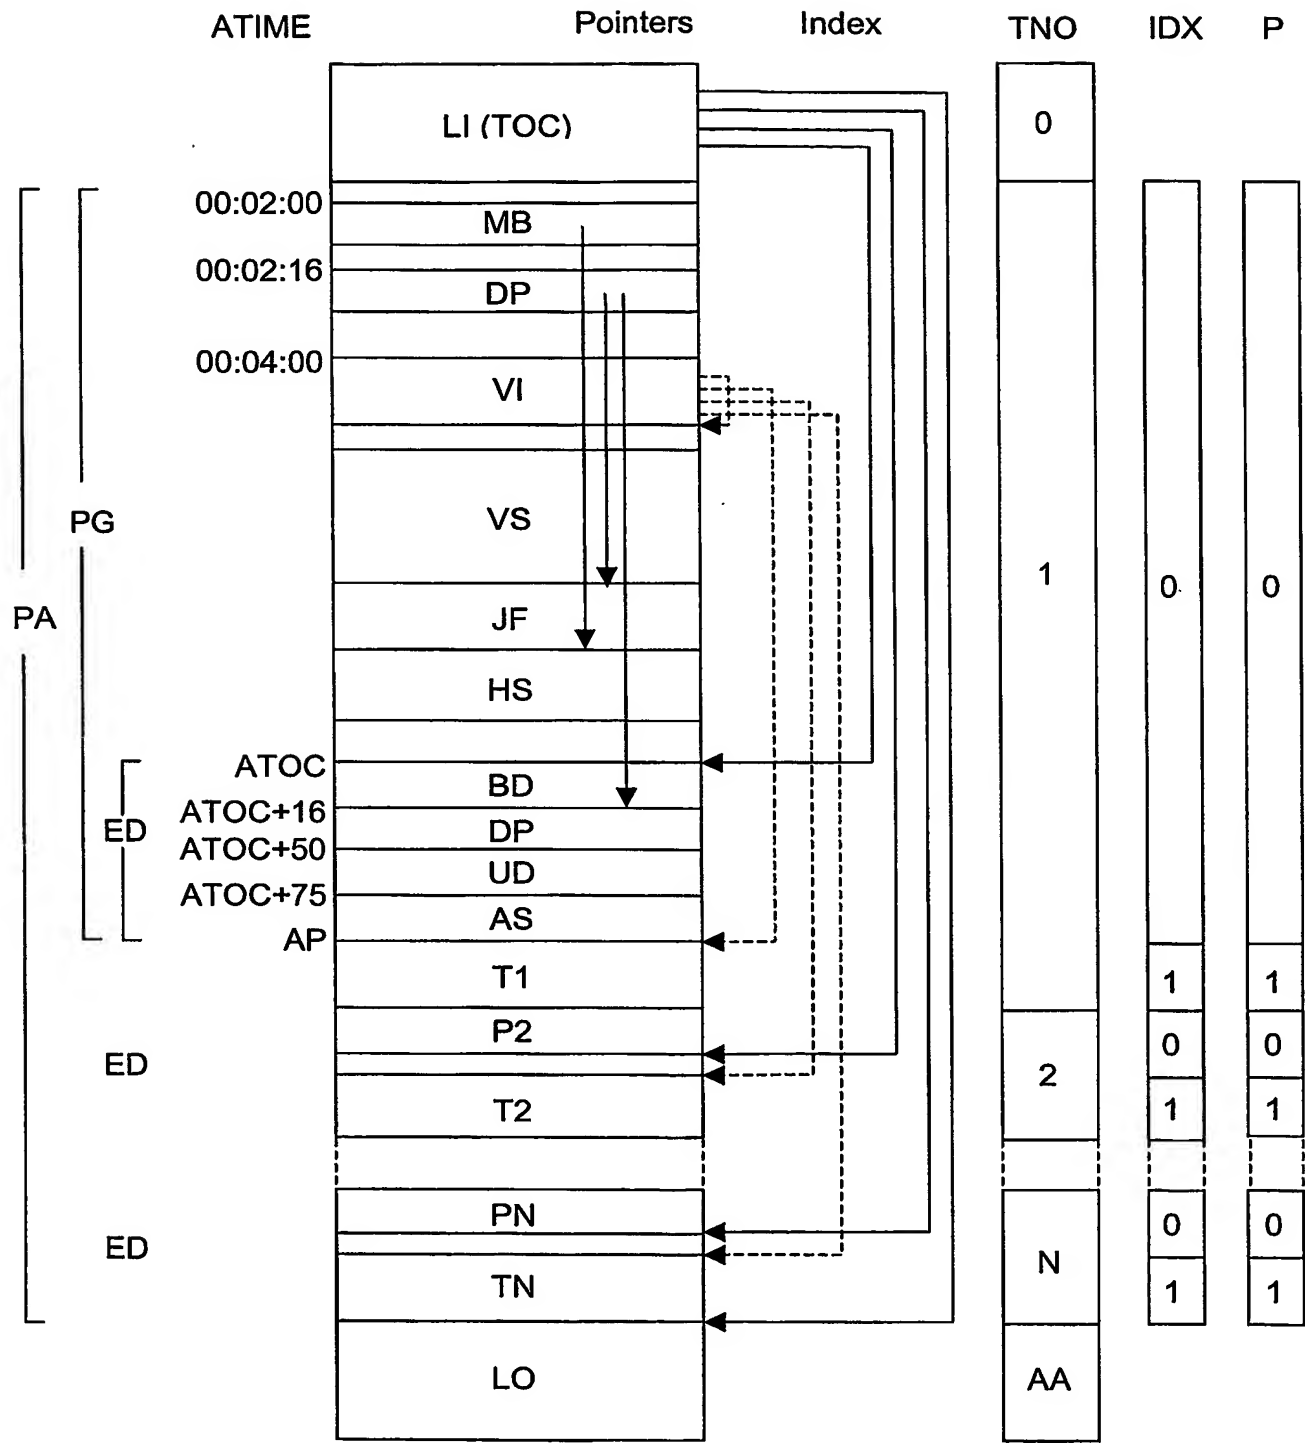 ATIME Pointers Index TNO IDX P
LI (TOC) 0
00:02:00
MB
00:02:16
DP
00:04:00
VI
VS
PG
1 0 0
PA
JF
HS
ATOC
BD
ATOC+16
ED DP
ATOC+50
UD
ATOC+75
AS
AP
T1 1 1
P2 0 0
ED 2
T2 1 1
PN 0 0
ED N
TN 1 1
LO AA